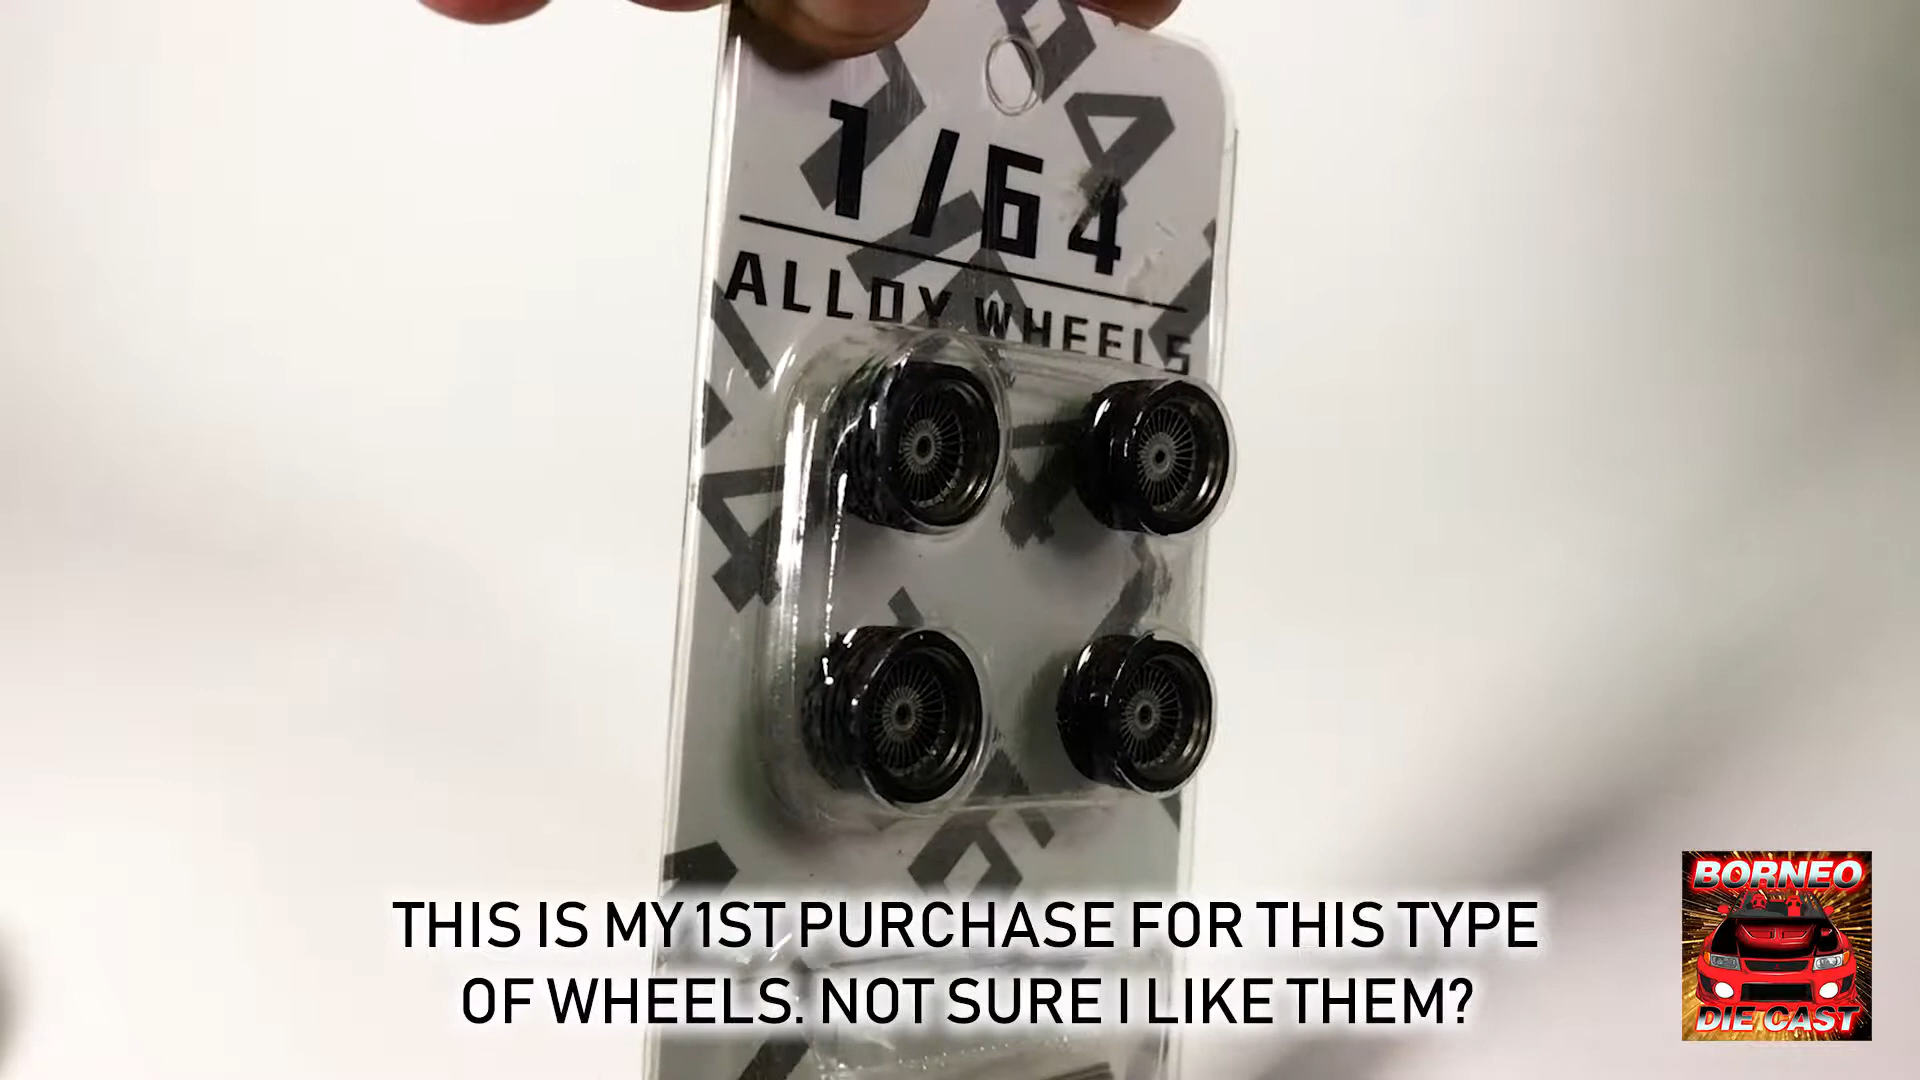 1/64
ALLOY WHEELS
THIS IS MY 1ST PURCHASE FOR THIS TYPE
OF WHEELS. NOT SURE I LIKE THEM?
BORNEO
DIE CAST